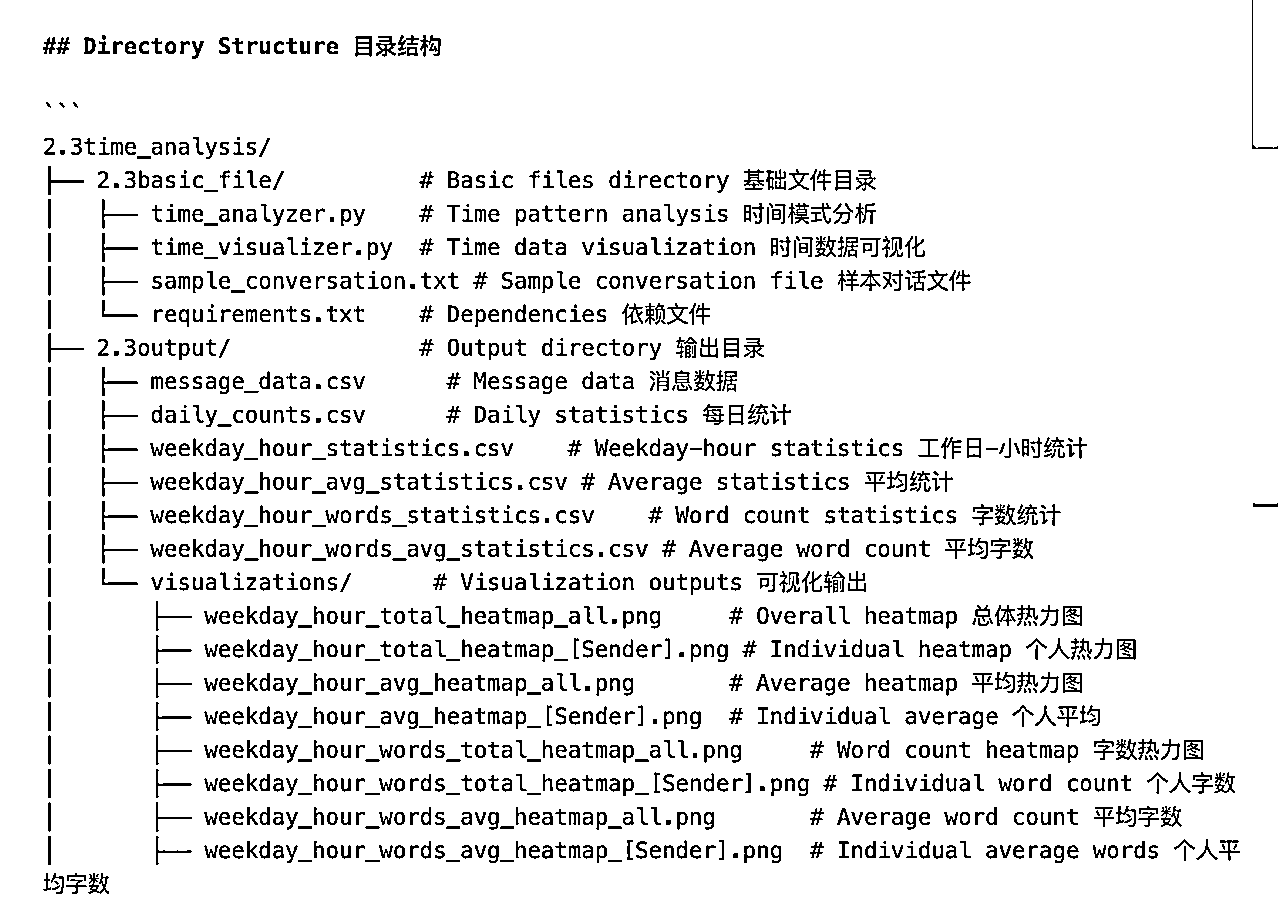 ## Directory Structure 目录结构
```
2.3time_analysis/
├── 2.3basic_file/          # Basic files directory 基础文件目录
│   ├── time_analyzer.py    # Time pattern analysis 时间模式分析
│   ├── time_visualizer.py  # Time data visualization 时间数据可视化
│   ├── sample_conversation.txt # Sample conversation file 样本对话文件
│   └── requirements.txt    # Dependencies 依赖文件
├── 2.3output/              # Output directory 输出目录
│   ├── message_data.csv      # Message data 消息数据
│   ├── daily_counts.csv      # Daily statistics 每日统计
│   ├── weekday_hour_statistics.csv    # Weekday-hour statistics 工作日-小时统计
│   ├── weekday_hour_avg_statistics.csv # Average statistics 平均统计
│   ├── weekday_hour_words_statistics.csv    # Word count statistics 字数统计
│   ├── weekday_hour_words_avg_statistics.csv # Average word count 平均字数
│   └── visualizations/      # Visualization outputs 可视化输出
│       ├── weekday_hour_total_heatmap_all.png     # Overall heatmap 总体热力图
│       ├── weekday_hour_total_heatmap_[Sender].png # Individual heatmap 个人热力图
│       ├── weekday_hour_avg_heatmap_all.png       # Average heatmap 平均热力图
│       ├── weekday_hour_avg_heatmap_[Sender].png  # Individual average 个人平均
│       ├── weekday_hour_words_total_heatmap_all.png     # Word count heatmap 字数热力图
│       ├── weekday_hour_words_total_heatmap_[Sender].png # Individual word count 个人字数
│       ├── weekday_hour_words_avg_heatmap_all.png       # Average word count 平均字数
│       ├── weekday_hour_words_avg_heatmap_[Sender].png  # Individual average words 个人平
均字数